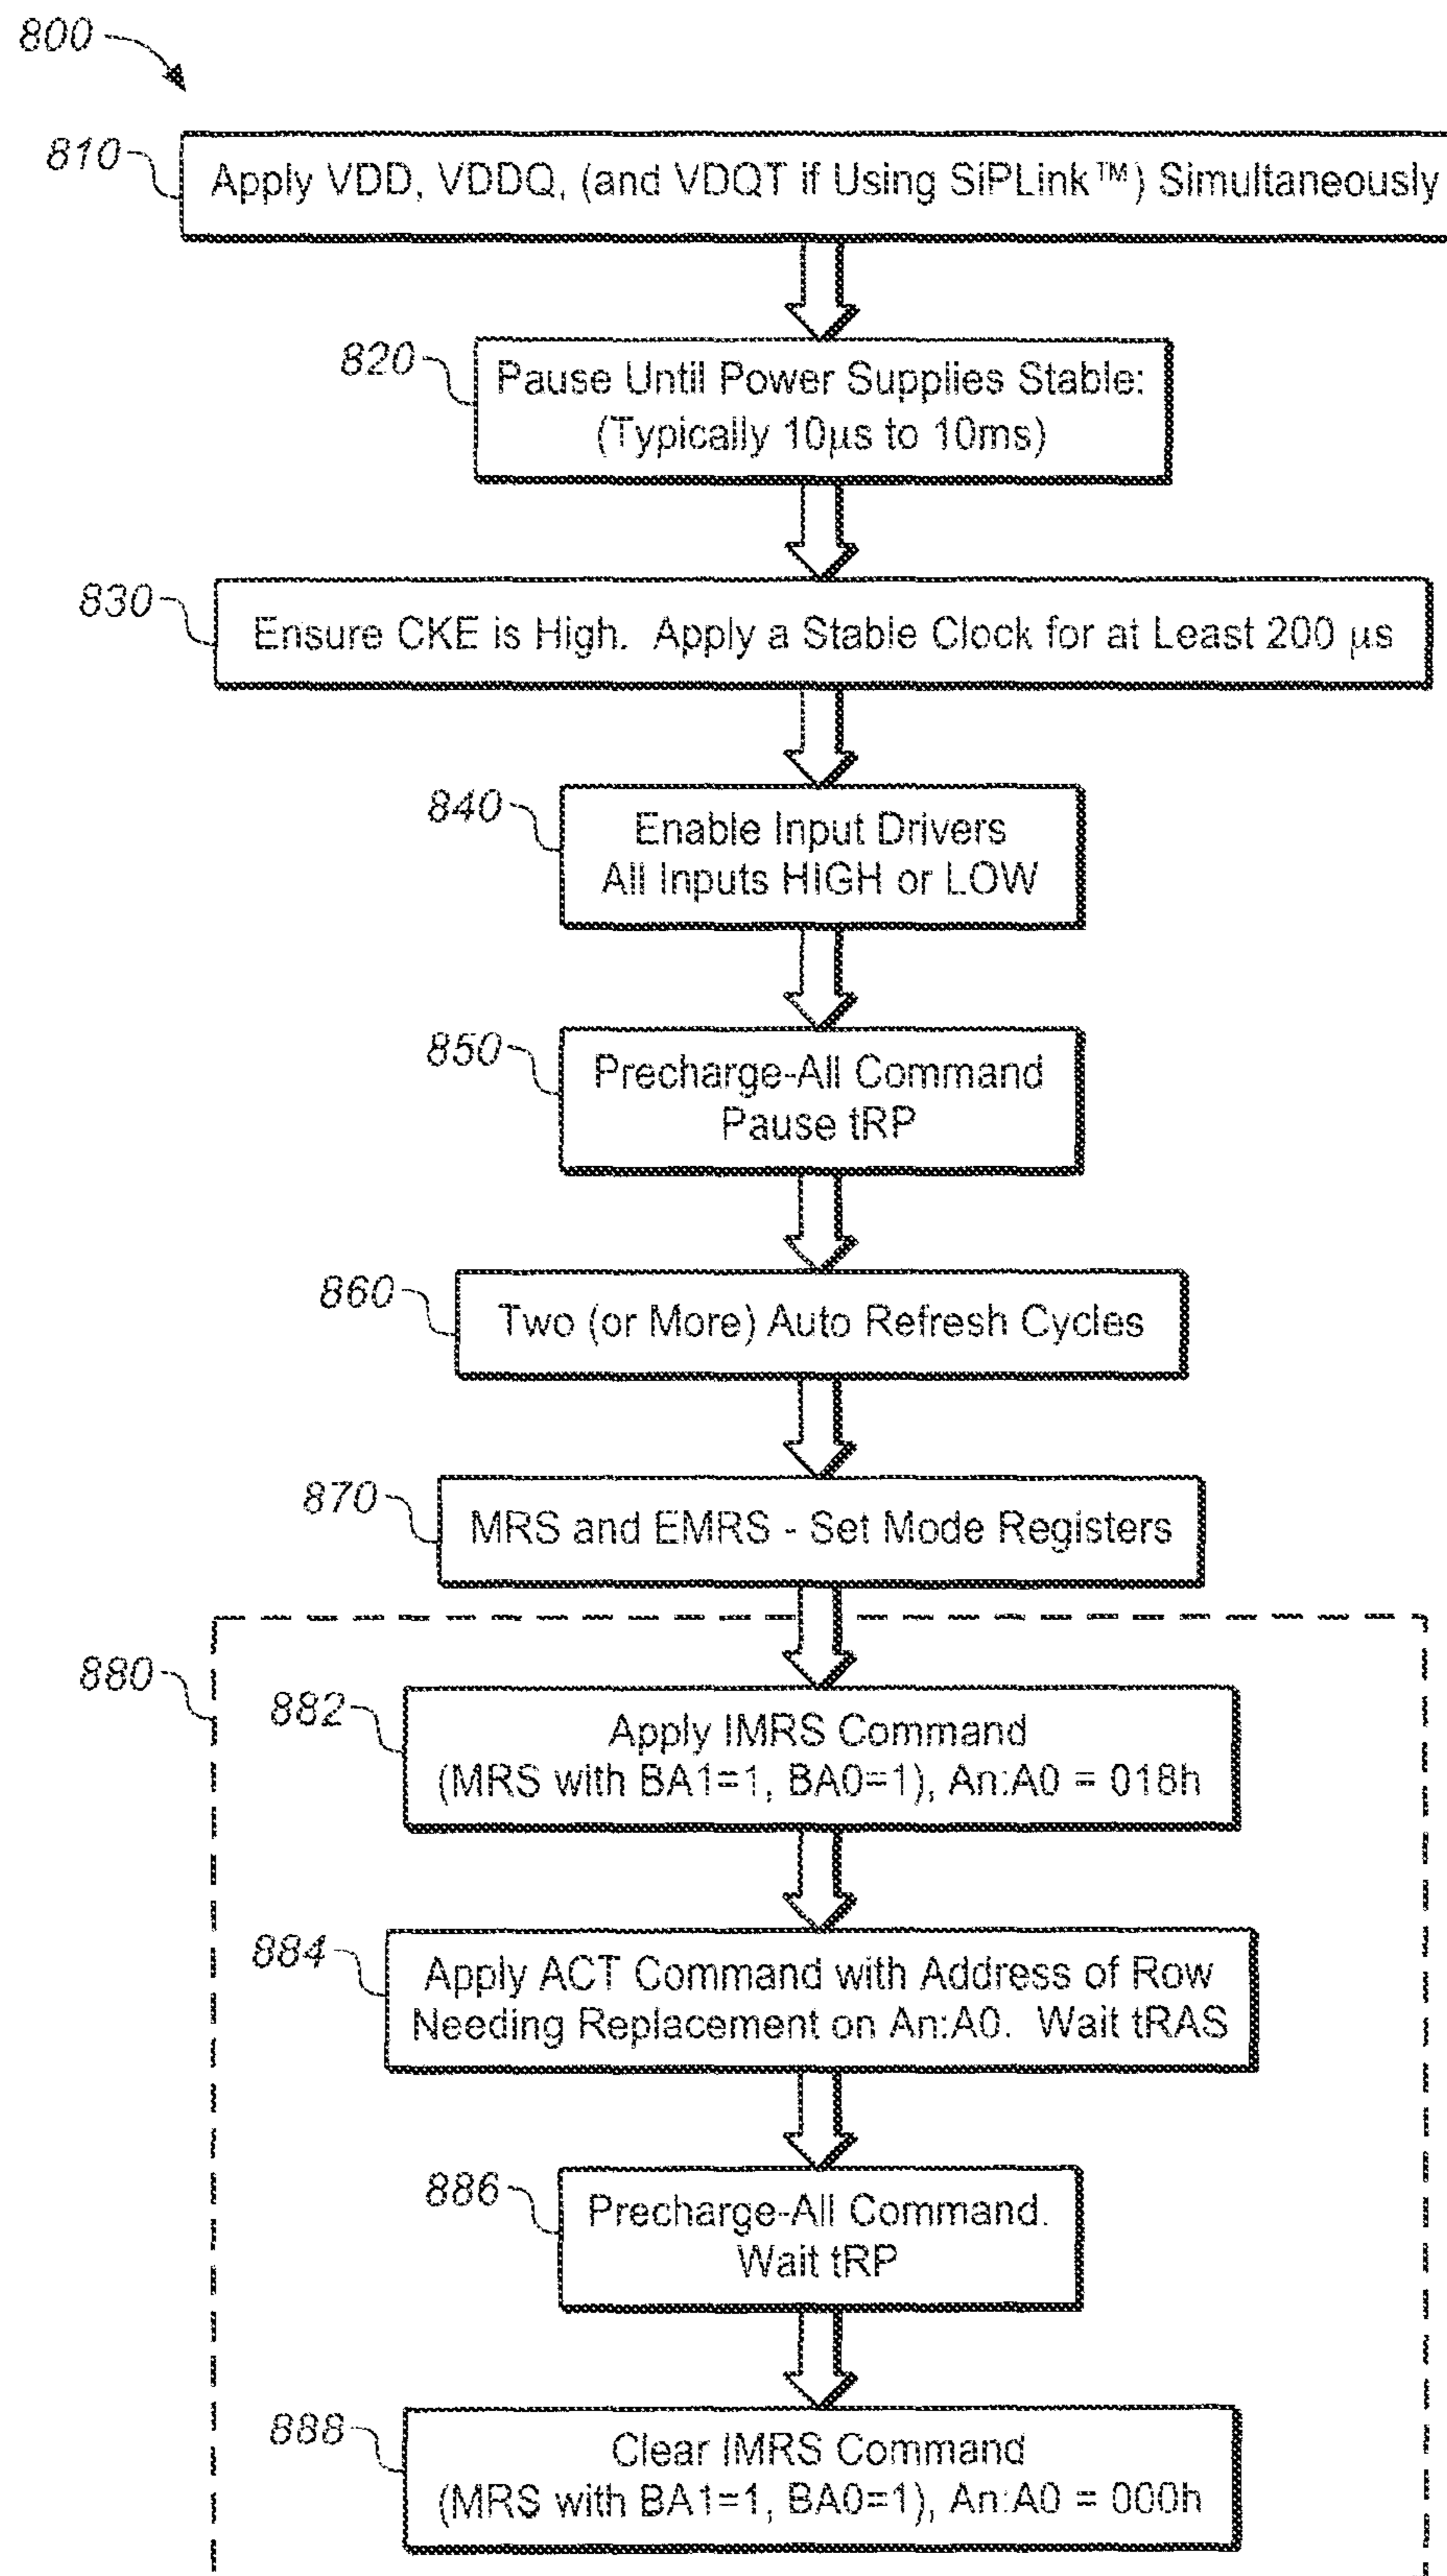 800
810
Apply VDD, VDDQ, (and VDQT if Using SiPLink™) Simultaneously
820
Pause Until Power Supplies Stable:
(Typically 10µs to 10ms)
830
Ensure CKE is High. Apply a Stable Clock for at Least 200 µs
840
Enable Input Drivers
All Inputs HIGH or LOW
850
Precharge-All Command
Pause tRP
860
Two (or More) Auto Refresh Cycles
870
MRS and EMRS - Set Mode Registers
880
882
Apply IMRS Command
(MRS with BA1=1, BA0=1), An:A0 = 018h
884
Apply ACT Command with Address of Row
Needing Replacement on An:A0. Wait tRAS
886
Precharge-All Command.
Wait tRP
888
Clear IMRS Command
(MRS with BA1=1, BA0=1), An:A0 = 000h